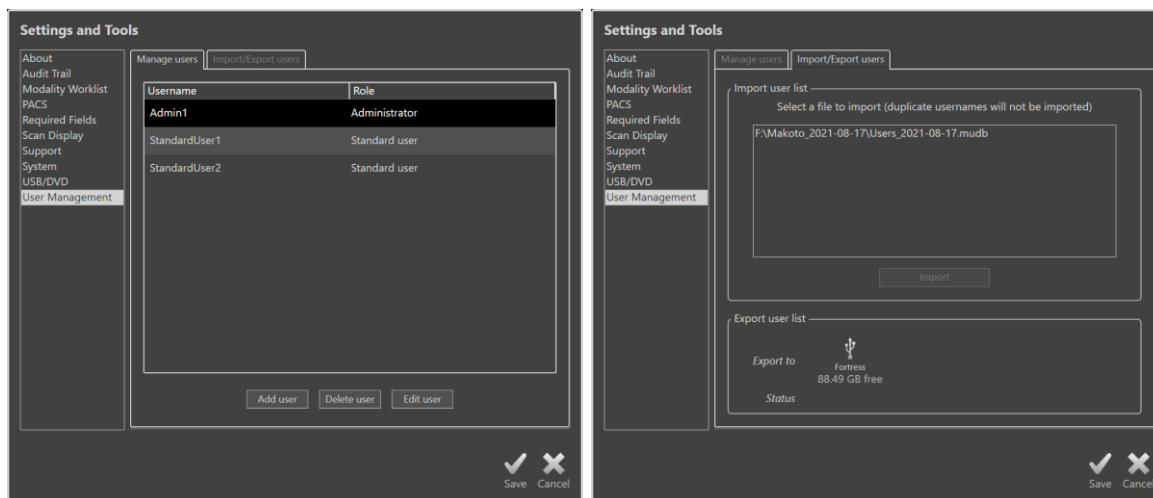 Settings and Tools
About
Audit Trail
Modality Worklist
PACS
Required Fields
Scan Display
Support
System
USB/DVD
User Management
Manage users
Import/Export users
Username Role
Admin1 Administrator
StandardUser1 Standard user
StandardUser2 Standard user
Add user Delete user Edit user
Save Cancel
Settings and Tools
About
Audit Trail
Modality Worklist
PACS
Required Fields
Scan Display
Support
System
USB/DVD
User Management
Manage users
Import/Export users
Import user list
Select a file to import (duplicate usernames will not be imported)
F:\Makoto_2021-08-17\Users_2021-08-17.mudb
Import
Export user list
Export to
Fortress
88.49 GB free
Status
Save Cancel